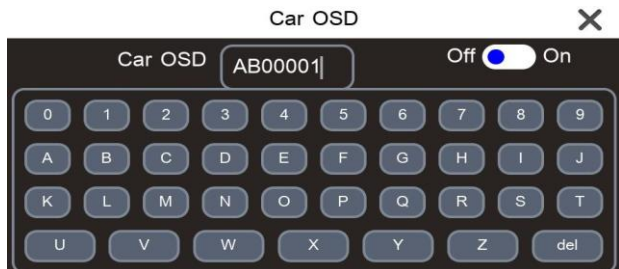 Car OSD
Car OSD AB00001 Off On
0 1 2 3 4 5 6 7 8 9
A B C D E F G H I J
K L M N O P Q R S T
U V W X Y Z del